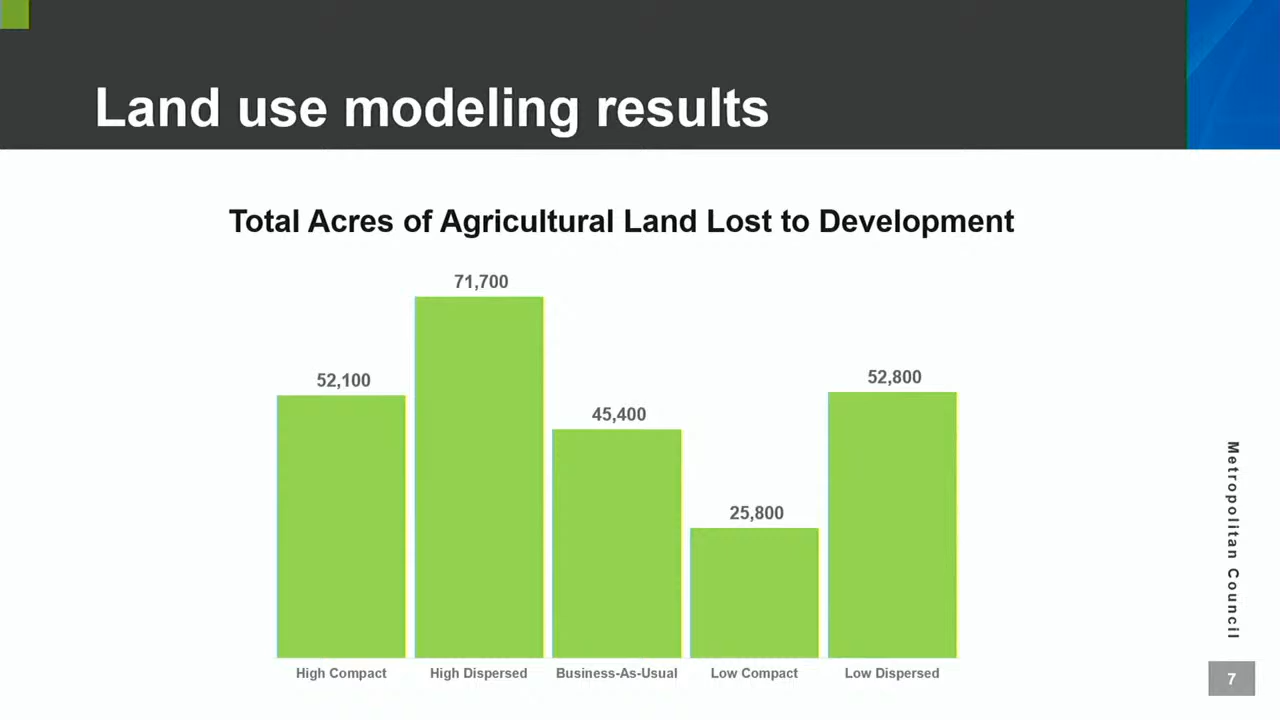 Land use modeling results
Total Acres of Agricultural Land Lost to Development
71,700
52,100
52,800
45,400
25,800
High Compact
High Dispersed
Business-As-Usual
Low Compact
Low Dispersed
Metropolitan Council
7